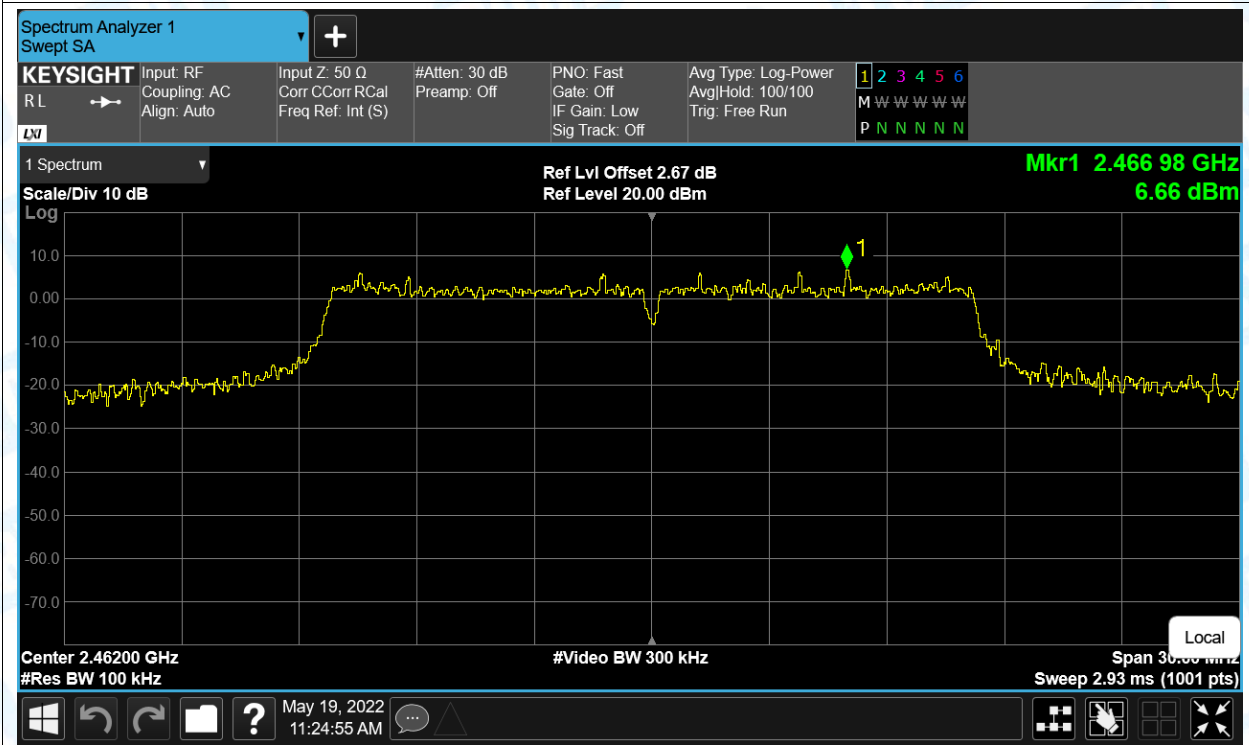 Spectrum Analyzer 1
Swept SA
KEYSIGHT
R L
LXI
Input: RF
Coupling: AC
Align: Auto
Input Z: 50 Ω
Corr CCorr RCal
Freq Ref: Int (S)
#Atten: 30 dB
Preamp: Off
PNO: Fast
Gate: Off
IF Gain: Low
Sig Track: Off
Avg Type: Log-Power
Avg|Hold: 100/100
Trig: Free Run
1 2 3 4 5 6
M W W W W W
P N N N N N
1 Spectrum
Scale/Div 10 dB
Log
Ref Lvl Offset 2.67 dB
Ref Level 20.00 dBm
Mkr1 2.466 98 GHz
6.66 dBm
1
10.0
0.00
-10.0
-20.0
-30.0
-40.0
-50.0
-60.0
-70.0
Local
Center 2.46200 GHz
#Video BW 300 kHz
Span 30.00 MHz
#Res BW 100 kHz
Sweep 2.93 ms (1001 pts)
?
May 19, 2022
11:24:55 AM